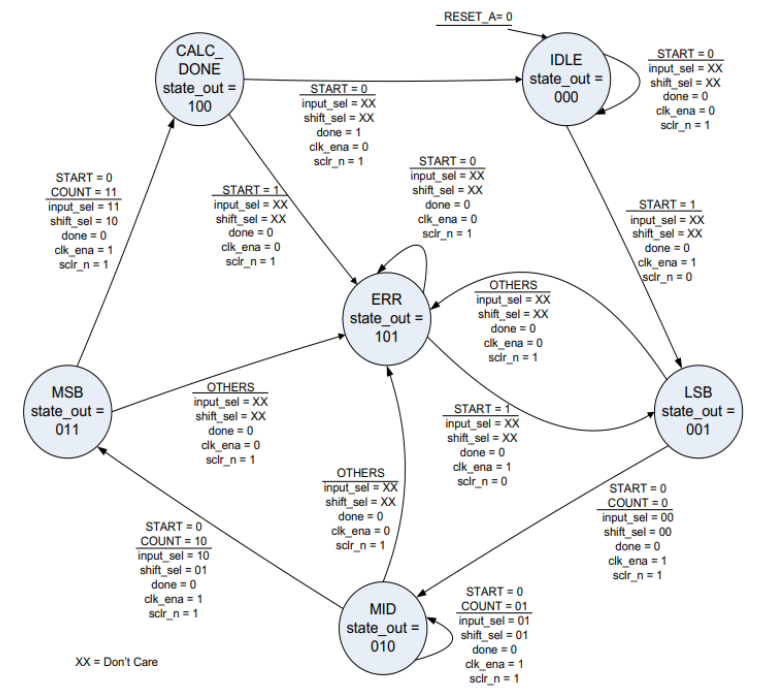 RESET_A= 0
CALC_
DONE
state_out =
100
IDLE
state_out =
000
START = 0
input_sel = XX
shift_sel = XX
done = 0
clk_ena = 0
sclr_n = 1
START = 0
input_sel = XX
shift_sel = XX
done = 1
clk_ena = 0
sclr_n = 1
START = 0
COUNT = 11
input_sel = 11
shift_sel = 10
done = 0
clk_ena = 1
sclr_n = 1
START = 1
input_sel = XX
shift_sel = XX
done = 0
clk_ena = 0
sclr_n = 1
START = 0
input_sel = XX
shift_sel = XX
done = 0
clk_ena = 0
sclr_n = 1
START = 1
input_sel = XX
shift_sel = XX
done = 0
clk_ena = 1
sclr_n = 0
ERR
state_out =
101
OTHERS
input_sel = XX
shift_sel = XX
done = 0
clk_ena = 0
sclr_n = 1
MSB
state_out =
011
OTHERS
input_sel = XX
shift_sel = XX
done = 0
clk_ena = 0
sclr_n = 1
START = 1
input_sel = XX
shift_sel = XX
done = 0
clk_ena = 1
sclr_n = 0
LSB
state_out =
001
OTHERS
input_sel = XX
shift_sel = XX
done = 0
clk_ena = 0
sclr_n = 1
START = 0
COUNT = 0
input_sel = 00
shift_sel = 00
done = 0
clk_ena = 1
sclr_n = 1
START = 0
COUNT = 10
input_sel = 10
shift_sel = 01
done = 0
clk_ena = 1
sclr_n = 1
MID
state_out =
010
START = 0
COUNT = 01
input_sel = 01
shift_sel = 01
done = 0
clk_ena = 1
sclr_n = 1
XX = Don't Care